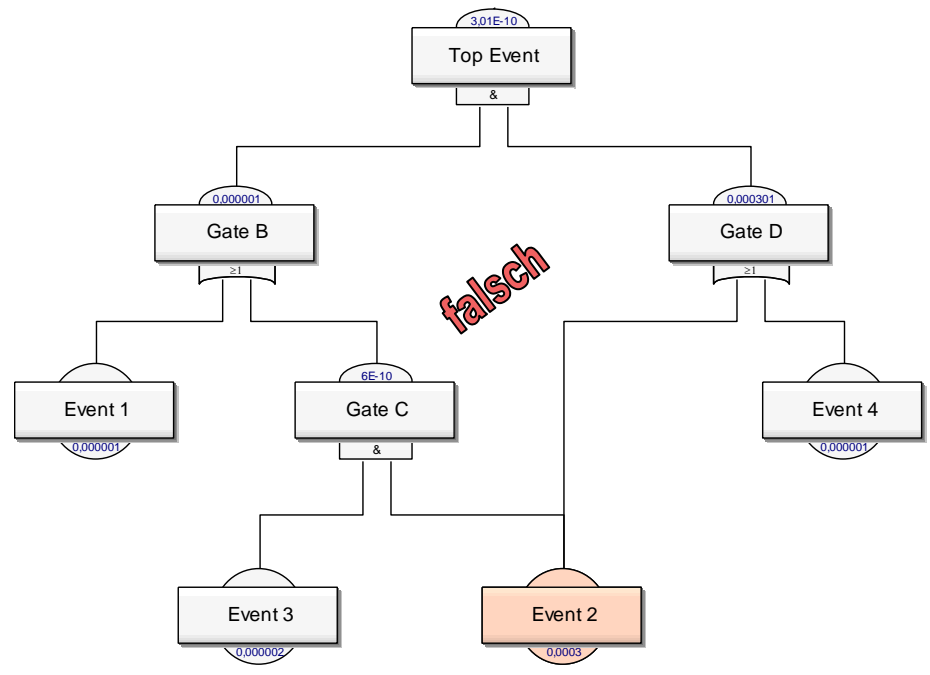 3,01E-10
Top Event
&
0,000001
Gate B
≥1
0,000301
Gate D
≥1
falsch
Event 1
0,000001
6E-10
Gate C
&
Event 4
0,000001
Event 3
0,000002
Event 2
0,0003